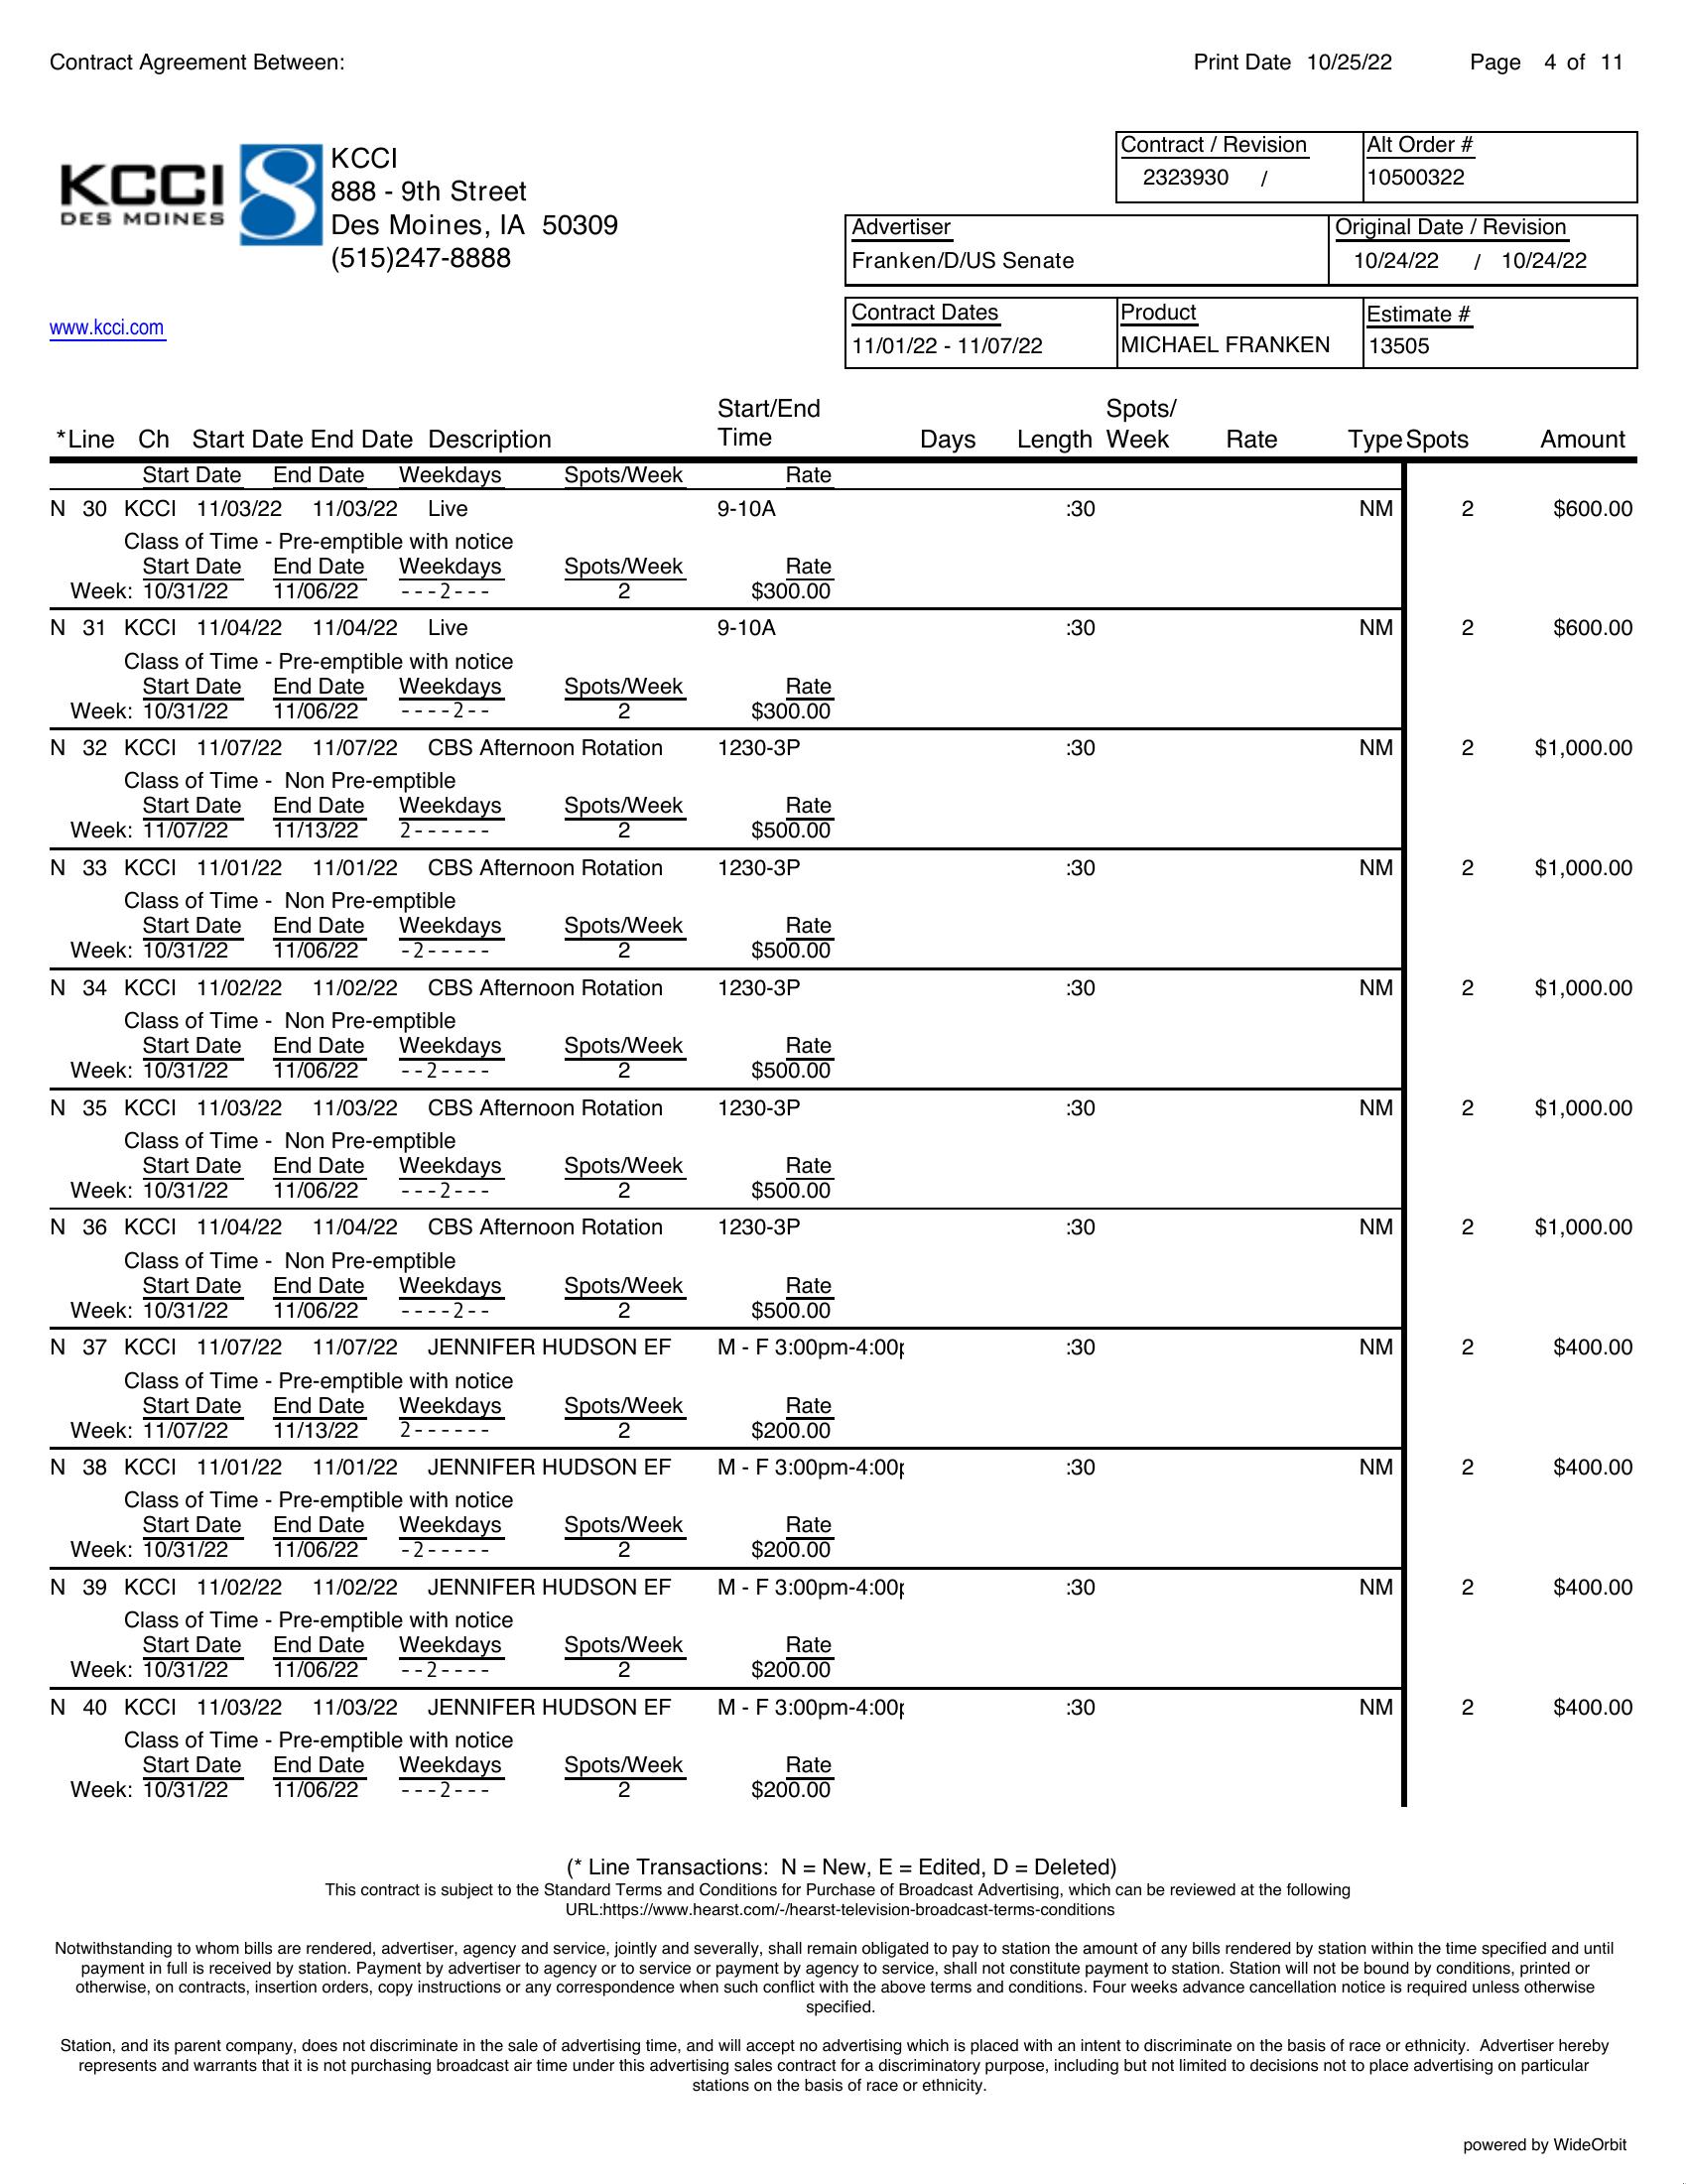 Contract Agreement Between: Print Date 10/25/22 Page 4 of 11
KCCI
DES MOINES
8
KCCI
888 - 9th Street
Des Moines, IA 50309
(515)247-8888
www.kcci.com
Contract / Revision Alt Order #
2323930 / 10500322
Advertiser Original Date / Revision
Franken/D/US Senate 10/24/22 / 10/24/22
Contract Dates Product Estimate #
11/01/22 - 11/07/22 MICHAEL FRANKEN 13505
Start/End Spots/
*Line Ch Start Date End Date Description Time Days Length Week Rate Type Spots Amount
Start Date End Date Weekdays Spots/Week Rate
N 30 KCCI 11/03/22 11/03/22 Live 9-10A :30 NM 2 $600.00
Class of Time - Pre-emptible with notice
Start Date End Date Weekdays Spots/Week Rate
Week: 10/31/22 11/06/22 ---2--- 2 $300.00
N 31 KCCI 11/04/22 11/04/22 Live 9-10A :30 NM 2 $600.00
Class of Time - Pre-emptible with notice
Start Date End Date Weekdays Spots/Week Rate
Week: 10/31/22 11/06/22 ----2-- 2 $300.00
N 32 KCCI 11/07/22 11/07/22 CBS Afternoon Rotation 1230-3P :30 NM 2 $1,000.00
Class of Time - Non Pre-emptible
Start Date End Date Weekdays Spots/Week Rate
Week: 11/07/22 11/13/22 2------ 2 $500.00
N 33 KCCI 11/01/22 11/01/22 CBS Afternoon Rotation 1230-3P :30 NM 2 $1,000.00
Class of Time - Non Pre-emptible
Start Date End Date Weekdays Spots/Week Rate
Week: 10/31/22 11/06/22 -2----- 2 $500.00
N 34 KCCI 11/02/22 11/02/22 CBS Afternoon Rotation 1230-3P :30 NM 2 $1,000.00
Class of Time - Non Pre-emptible
Start Date End Date Weekdays Spots/Week Rate
Week: 10/31/22 11/06/22 --2---- 2 $500.00
N 35 KCCI 11/03/22 11/03/22 CBS Afternoon Rotation 1230-3P :30 NM 2 $1,000.00
Class of Time - Non Pre-emptible
Start Date End Date Weekdays Spots/Week Rate
Week: 10/31/22 11/06/22 ---2--- 2 $500.00
N 36 KCCI 11/04/22 11/04/22 CBS Afternoon Rotation 1230-3P :30 NM 2 $1,000.00
Class of Time - Non Pre-emptible
Start Date End Date Weekdays Spots/Week Rate
Week: 10/31/22 11/06/22 ----2-- 2 $500.00
N 37 KCCI 11/07/22 11/07/22 JENNIFER HUDSON EF M - F 3:00pm-4:00p :30 NM 2 $400.00
Class of Time - Pre-emptible with notice
Start Date End Date Weekdays Spots/Week Rate
Week: 11/07/22 11/13/22 2------ 2 $200.00
N 38 KCCI 11/01/22 11/01/22 JENNIFER HUDSON EF M - F 3:00pm-4:00p :30 NM 2 $400.00
Class of Time - Pre-emptible with notice
Start Date End Date Weekdays Spots/Week Rate
Week: 10/31/22 11/06/22 -2----- 2 $200.00
N 39 KCCI 11/02/22 11/02/22 JENNIFER HUDSON EF M - F 3:00pm-4:00p :30 NM 2 $400.00
Class of Time - Pre-emptible with notice
Start Date End Date Weekdays Spots/Week Rate
Week: 10/31/22 11/06/22 --2---- 2 $200.00
N 40 KCCI 11/03/22 11/03/22 JENNIFER HUDSON EF M - F 3:00pm-4:00p :30 NM 2 $400.00
Class of Time - Pre-emptible with notice
Start Date End Date Weekdays Spots/Week Rate
Week: 10/31/22 11/06/22 ---2--- 2 $200.00
(* Line Transactions: N = New, E = Edited, D = Deleted)
This contract is subject to the Standard Terms and Conditions for Purchase of Broadcast Advertising, which can be reviewed at the following
URL:https://www.hearst.com/-/hearst-television-broadcast-terms-conditions
Notwithstanding to whom bills are rendered, advertiser, agency and service, jointly and severally, shall remain obligated to pay to station the amount of any bills rendered by station within the time specified and until
payment in full is received by station. Payment by advertiser to agency or to service or payment by agency to service, shall not constitute payment to station. Station will not be bound by conditions, printed or
otherwise, on contracts, insertion orders, copy instructions or any correspondence when such conflict with the above terms and conditions. Four weeks advance cancellation notice is required unless otherwise
specified.
Station, and its parent company, does not discriminate in the sale of advertising time, and will accept no advertising which is placed with an intent to discriminate on the basis of race or ethnicity. Advertiser hereby
represents and warrants that it is not purchasing broadcast air time under this advertising sales contract for a discriminatory purpose, including but not limited to decisions not to place advertising on particular
stations on the basis of race or ethnicity.
powered by WideOrbit